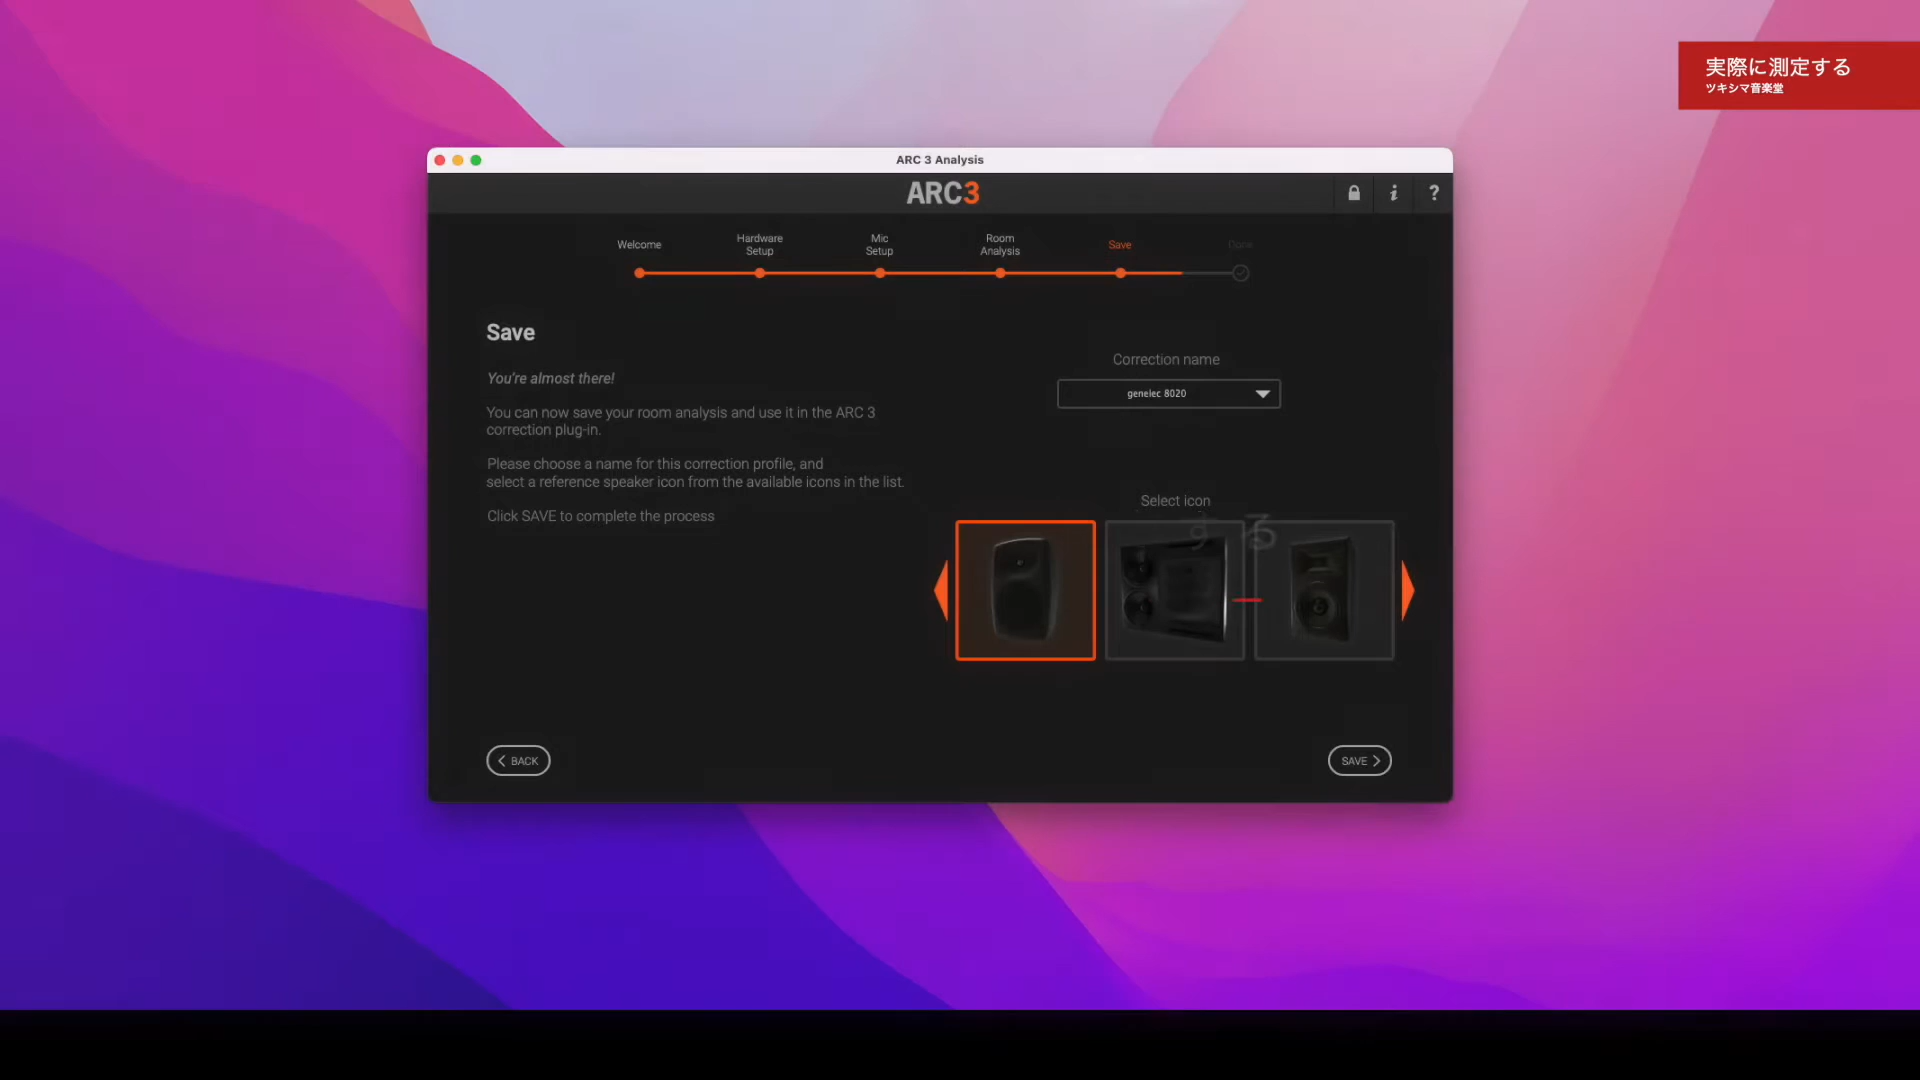 実際に測定する
ツキシマ音楽堂
ARC 3 Analysis
ARC3
i
?
Welcome
Hardware
Setup
Mic
Setup
Room
Analysis
Save
Done
Save
You're almost there!
You can now save your room analysis and use it in the ARC 3
correction plug-in.
Please choose a name for this correction profile, and
select a reference speaker icon from the available icons in the list.
Click SAVE to complete the process
Correction name
genelec 8020
Select icon
する
BACK
SAVE